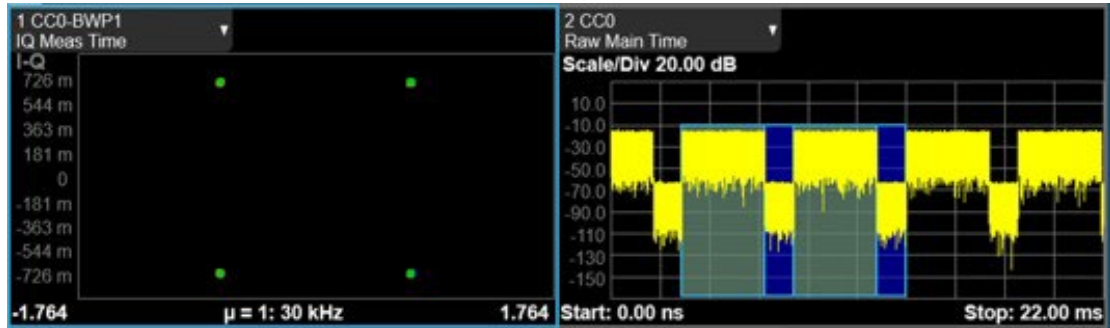 1 CC0-BWP1
IQ Meas Time
I-Q
726 m
544 m
363 m
181 m
0
-181 m
-363 m
-544 m
-726 m
-1.764
µ = 1: 30 kHz
1.764
2 CC0
Raw Main Time
Scale/Div 20.00 dB
10.0
-10.0
-30.0
-50.0
-70.0
-90.0
-110
-130
-150
Start: 0.00 ns
Stop: 22.00 ms